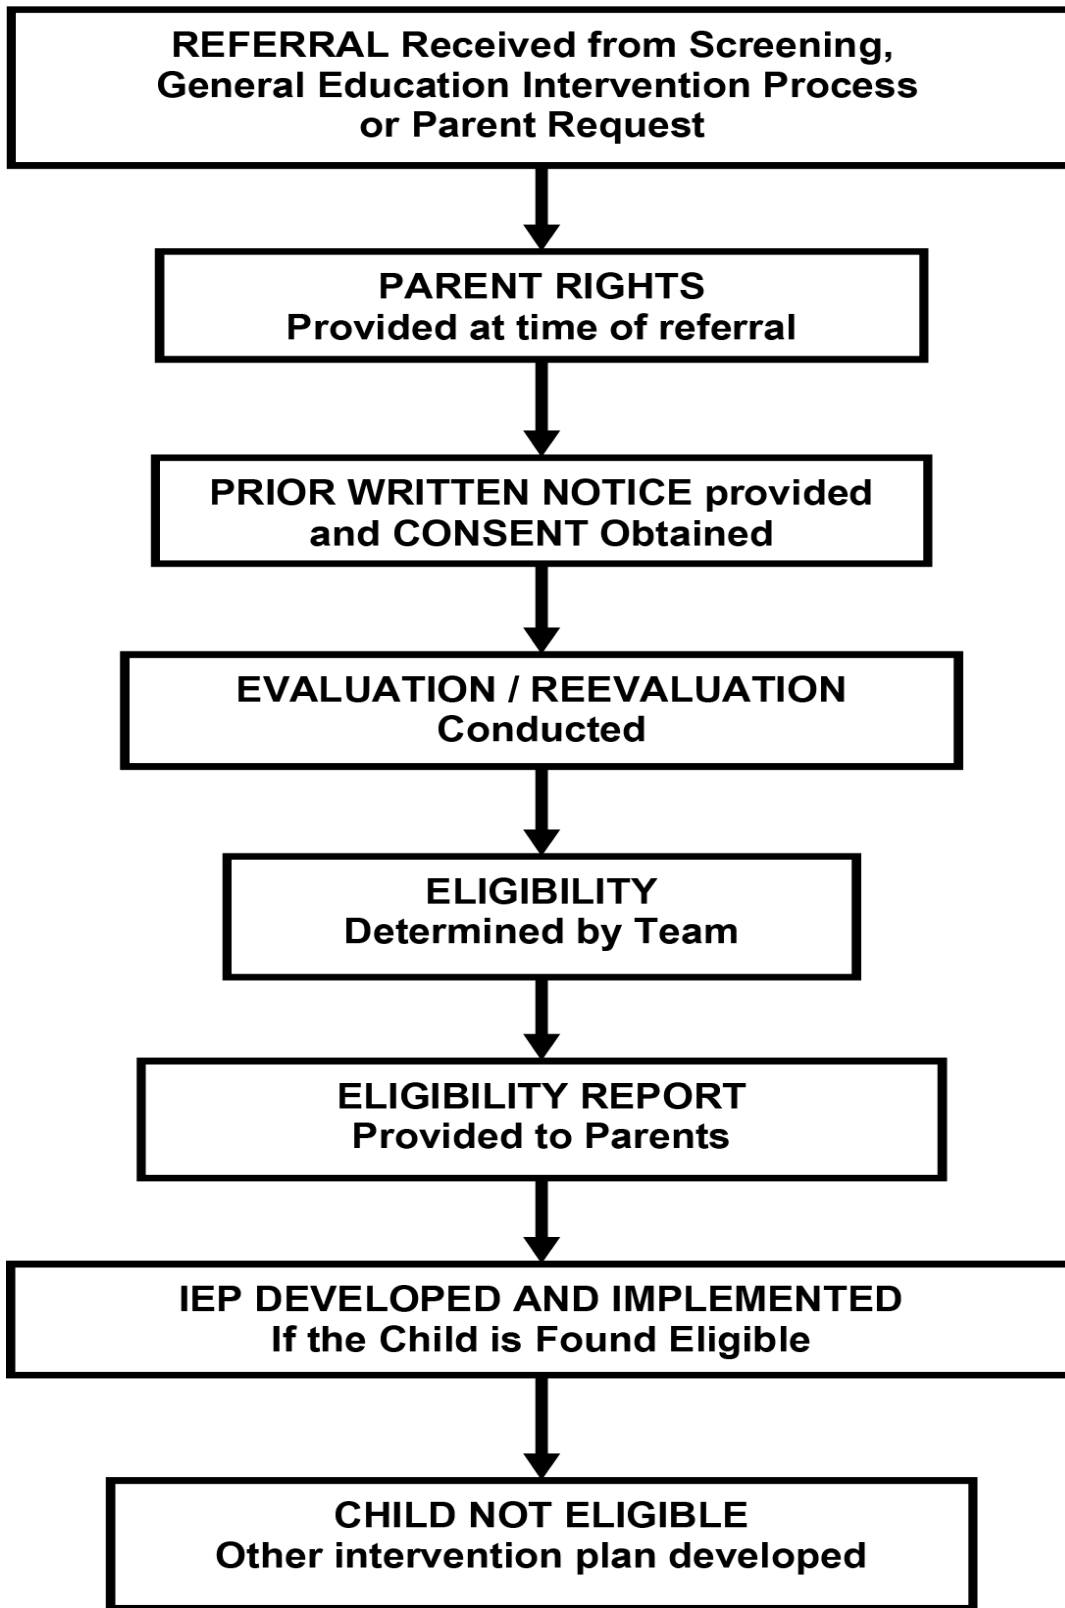 REFERRAL Received from Screening,
General Education Intervention Process
or Parent Request
PARENT RIGHTS
Provided at time of referral
PRIOR WRITTEN NOTICE provided
and CONSENT Obtained
EVALUATION / REEVALUATION
Conducted
ELIGIBILITY
Determined by Team
ELIGIBILITY REPORT
Provided to Parents
IEP DEVELOPED AND IMPLEMENTED
If the Child is Found Eligible
CHILD NOT ELIGIBLE
Other intervention plan developed